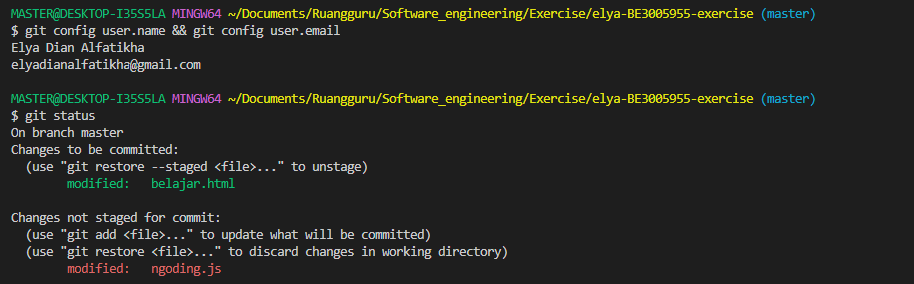 MASTER@DESKTOP-I35S5LA MINGW64 ~/Documents/Ruangguru/Software_engineering/Exercise/elya-BE3005955-exercise (master)
$ git config user.name && git config user.email
Elya Dian Alfatikha
elyadianalfatikha@gmail.com
MASTER@DESKTOP-I35S5LA MINGW64 ~/Documents/Ruangguru/Software_engineering/Exercise/elya-BE3005955-exercise (master)
$ git status
On branch master
Changes to be committed:
  (use "git restore --staged <file>..." to unstage)
        modified:   belajar.html
Changes not staged for commit:
  (use "git add <file>..." to update what will be committed)
  (use "git restore <file>..." to discard changes in working directory)
        modified:   ngoding.js